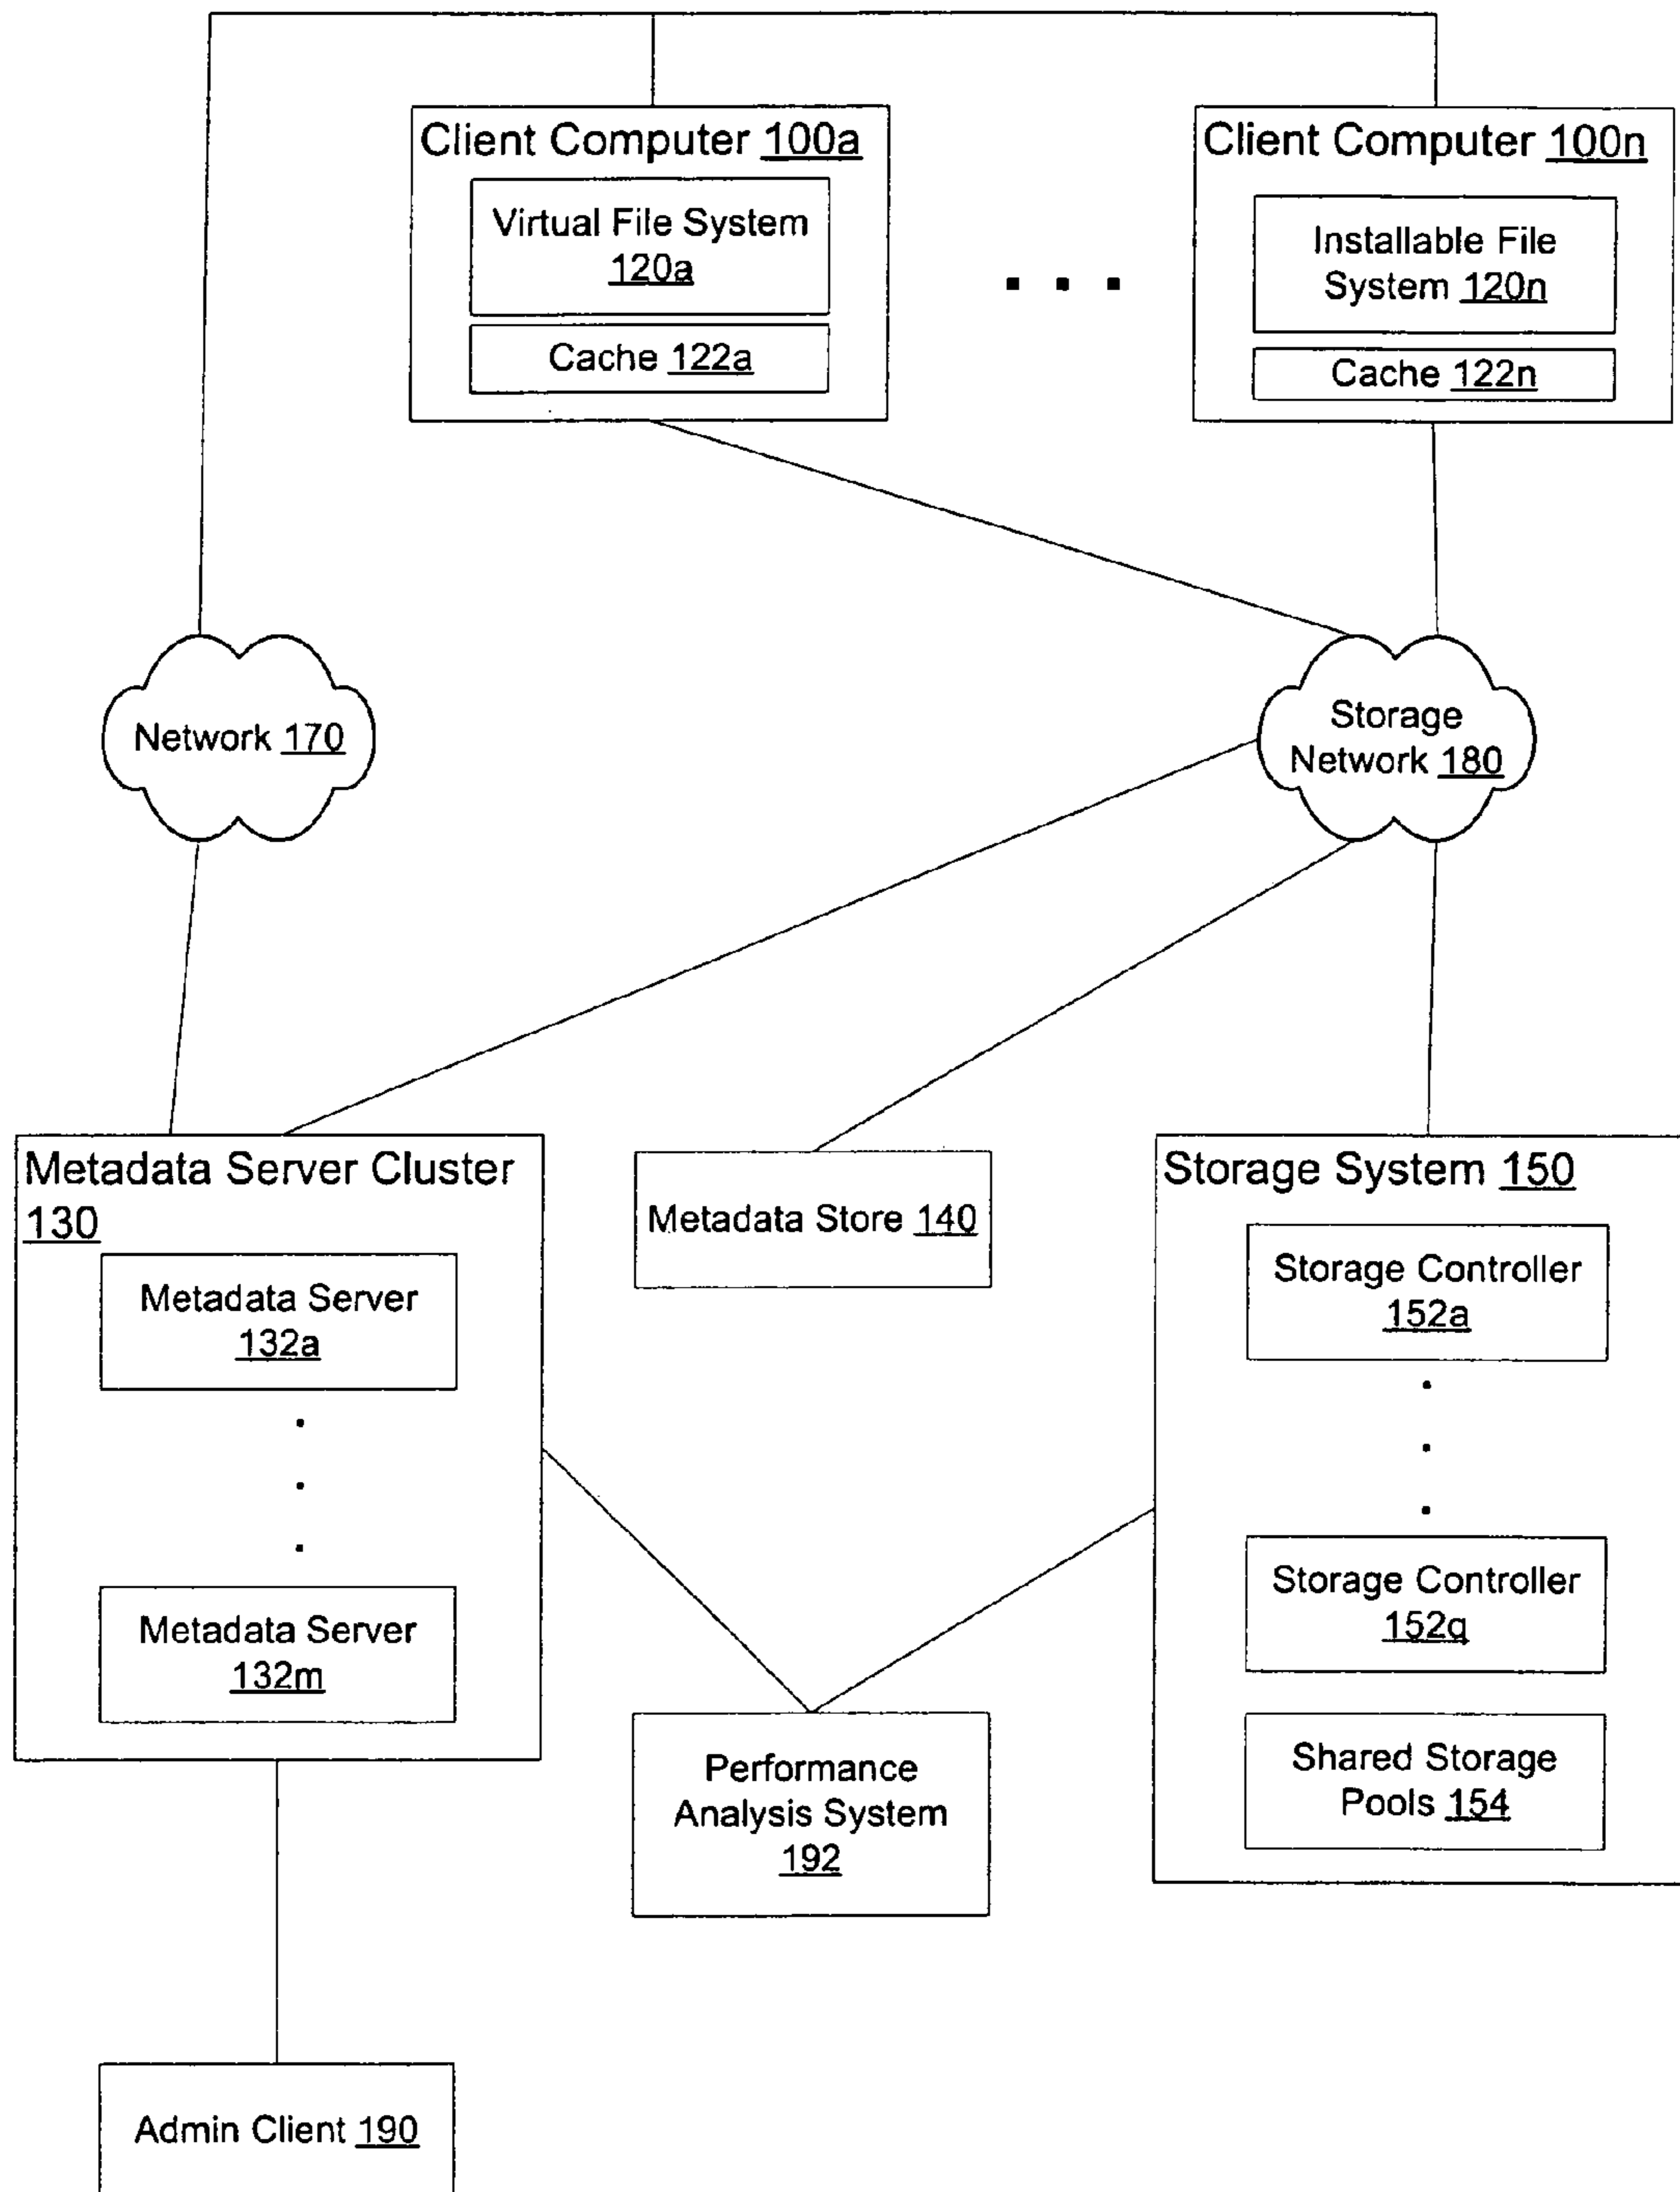 Client Computer 100a
Virtual File System
120a
Cache 122a
Client Computer 100n
Installable File
System 120n
Cache 122n
Network 170
Storage
Network 180
Metadata Server Cluster
130
Metadata Server
132a
Metadata Server
132m
Metadata Store 140
Storage System 150
Storage Controller
152a
Storage Controller
152q
Shared Storage
Pools 154
Performance
Analysis System
192
Admin Client 190